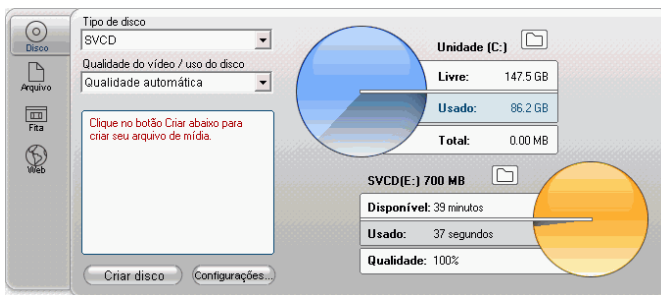 Disco
Arquivo
Fita
Web
Tipo de disco
SVCD
Qualidade do vídeo / uso do disco
Qualidade automática
Clique no botão Criar abaixo para
criar seu arquivo de mídia.
Criar disco
Configurações...
Unidade (C:)
Livre: 147.5 GB
Usado: 86.2 GB
Total: 0.00 MB
SVCD(E:) 700 MB
Disponível: 39 minutos
Usado: 37 segundos
Qualidade: 100%